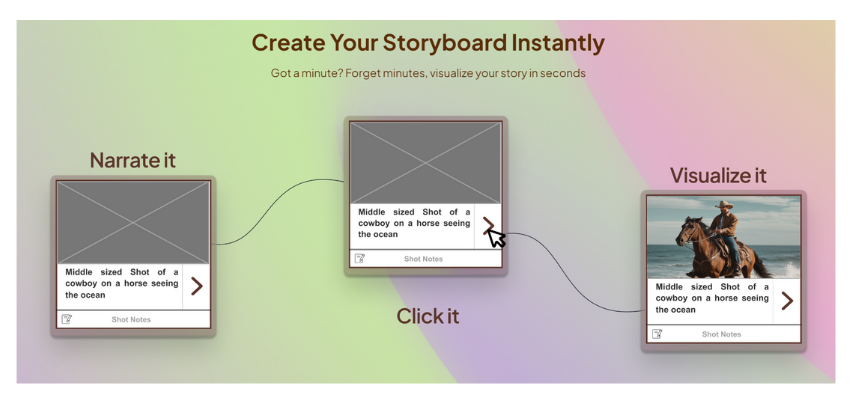 Create Your Storyboard Instantly
Got a minute? Forget minutes, visualize your story in seconds
Narrate it
Middle sized Shot of a
cowboy on a horse seeing
the ocean
Shot Notes
Middle sized Shot of a
cowboy on a horse seeing
the ocean
Shot Notes
Click it
Visualize it
Middle sized Shot of a
cowboy on a horse seeing
the ocean
Shot Notes